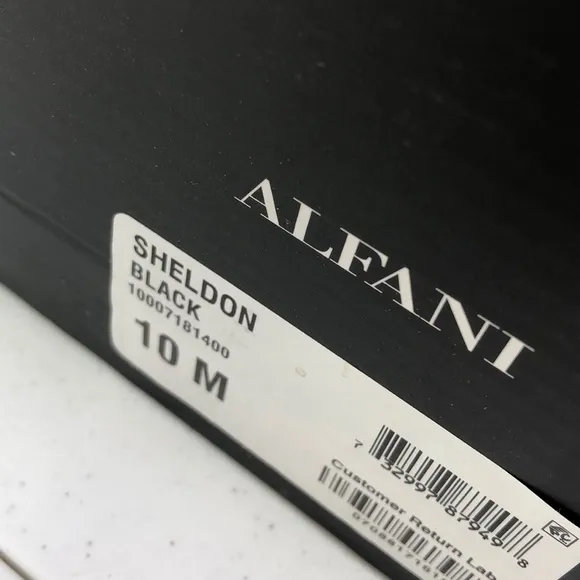 ALFANI
SHELDON
BLACK
10007181400
10 M
7 32997 87949 8
Customer Return Lab